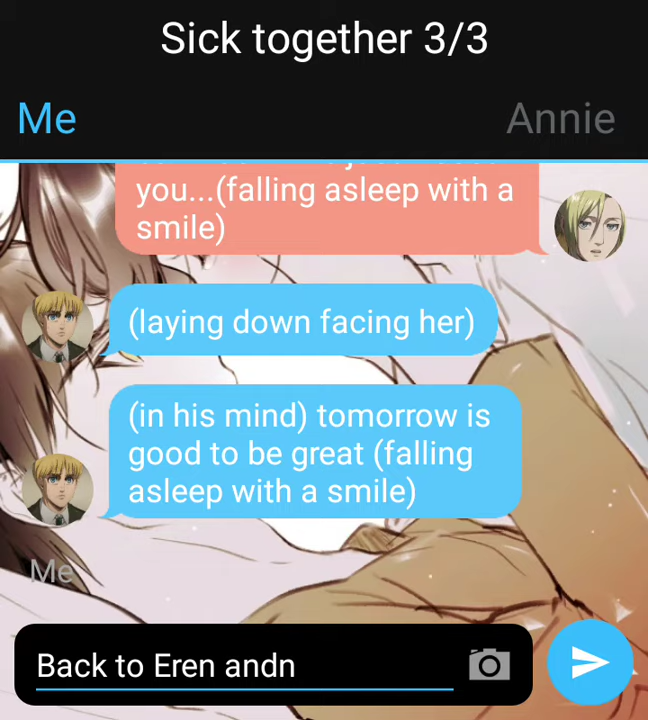 Sick together 3/3
Me
Annie
you...(falling asleep with a
smile)
(laying down facing her)
(in his mind) tomorrow is
good to be great (falling
asleep with a smile)
Me
Back to Eren andn